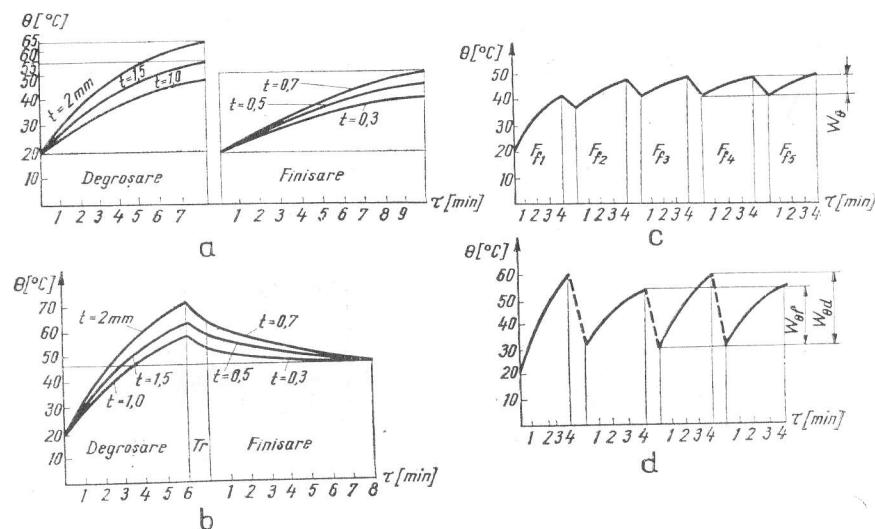 θ[°C]
65
60
55
50
40
30
20
10
t=2mm
t=1,5
t=1,0
Degroșare
1 2 3 4 5 6 7
t=0,7
t=0,5
t=0,3
Finisare
1 2 3 4 5 6 7 8 9
τ[min]
a
θ[°C]
50
40
30
20
10
Ff1
Ff2
Ff3
Ff4
Ff5
Wθ
1 2 3 4 1 2 3 4 1 2 3 4 1 2 3 4 1 2 3 4
τ[min]
c
θ[°C]
70
60
50
40
30
20
10
t=2mm
t=1,5
t=1,0
t=0,7
t=0,5
t=0,3
Degroșare
Tr
Finisare
1 2 3 4 5 6 1 2 3 4 5 6 7 8
τ[min]
b
θ[°C]
60
50
40
30
20
10
Wθf
Wθd
1 2 3 4 1 2 3 4 1 2 3 4 1 2 3 4
τ[min]
d